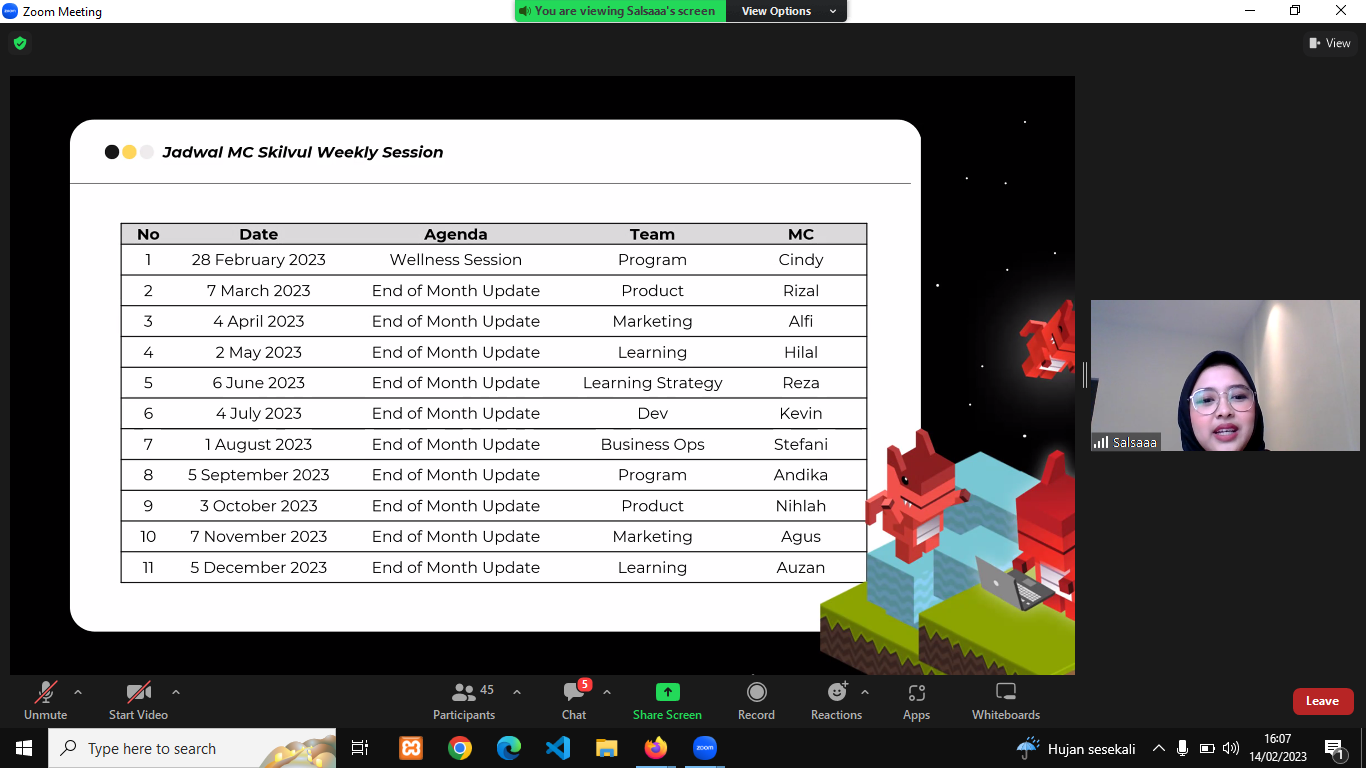 Zoom Meeting
You are viewing Salsaaa's screen
View Options
View
Jadwal MC Skilvul Weekly Session
No Date Agenda Team MC
1 28 February 2023 Wellness Session Program Cindy
2 7 March 2023 End of Month Update Product Rizal
3 4 April 2023 End of Month Update Marketing Alfi
4 2 May 2023 End of Month Update Learning Hilal
5 6 June 2023 End of Month Update Learning Strategy Reza
6 4 July 2023 End of Month Update Dev Kevin
7 1 August 2023 End of Month Update Business Ops Stefani
8 5 September 2023 End of Month Update Program Andika
9 3 October 2023 End of Month Update Product Nihlah
10 7 November 2023 End of Month Update Marketing Agus
11 5 December 2023 End of Month Update Learning Auzan
Salsaaa
Unmute
Start Video
45
Participants
5
Chat
Share Screen
Record
Reactions
Apps
Whiteboards
Leave
Type here to search
zoom
Hujan sesekali
16:07
14/02/2023
1